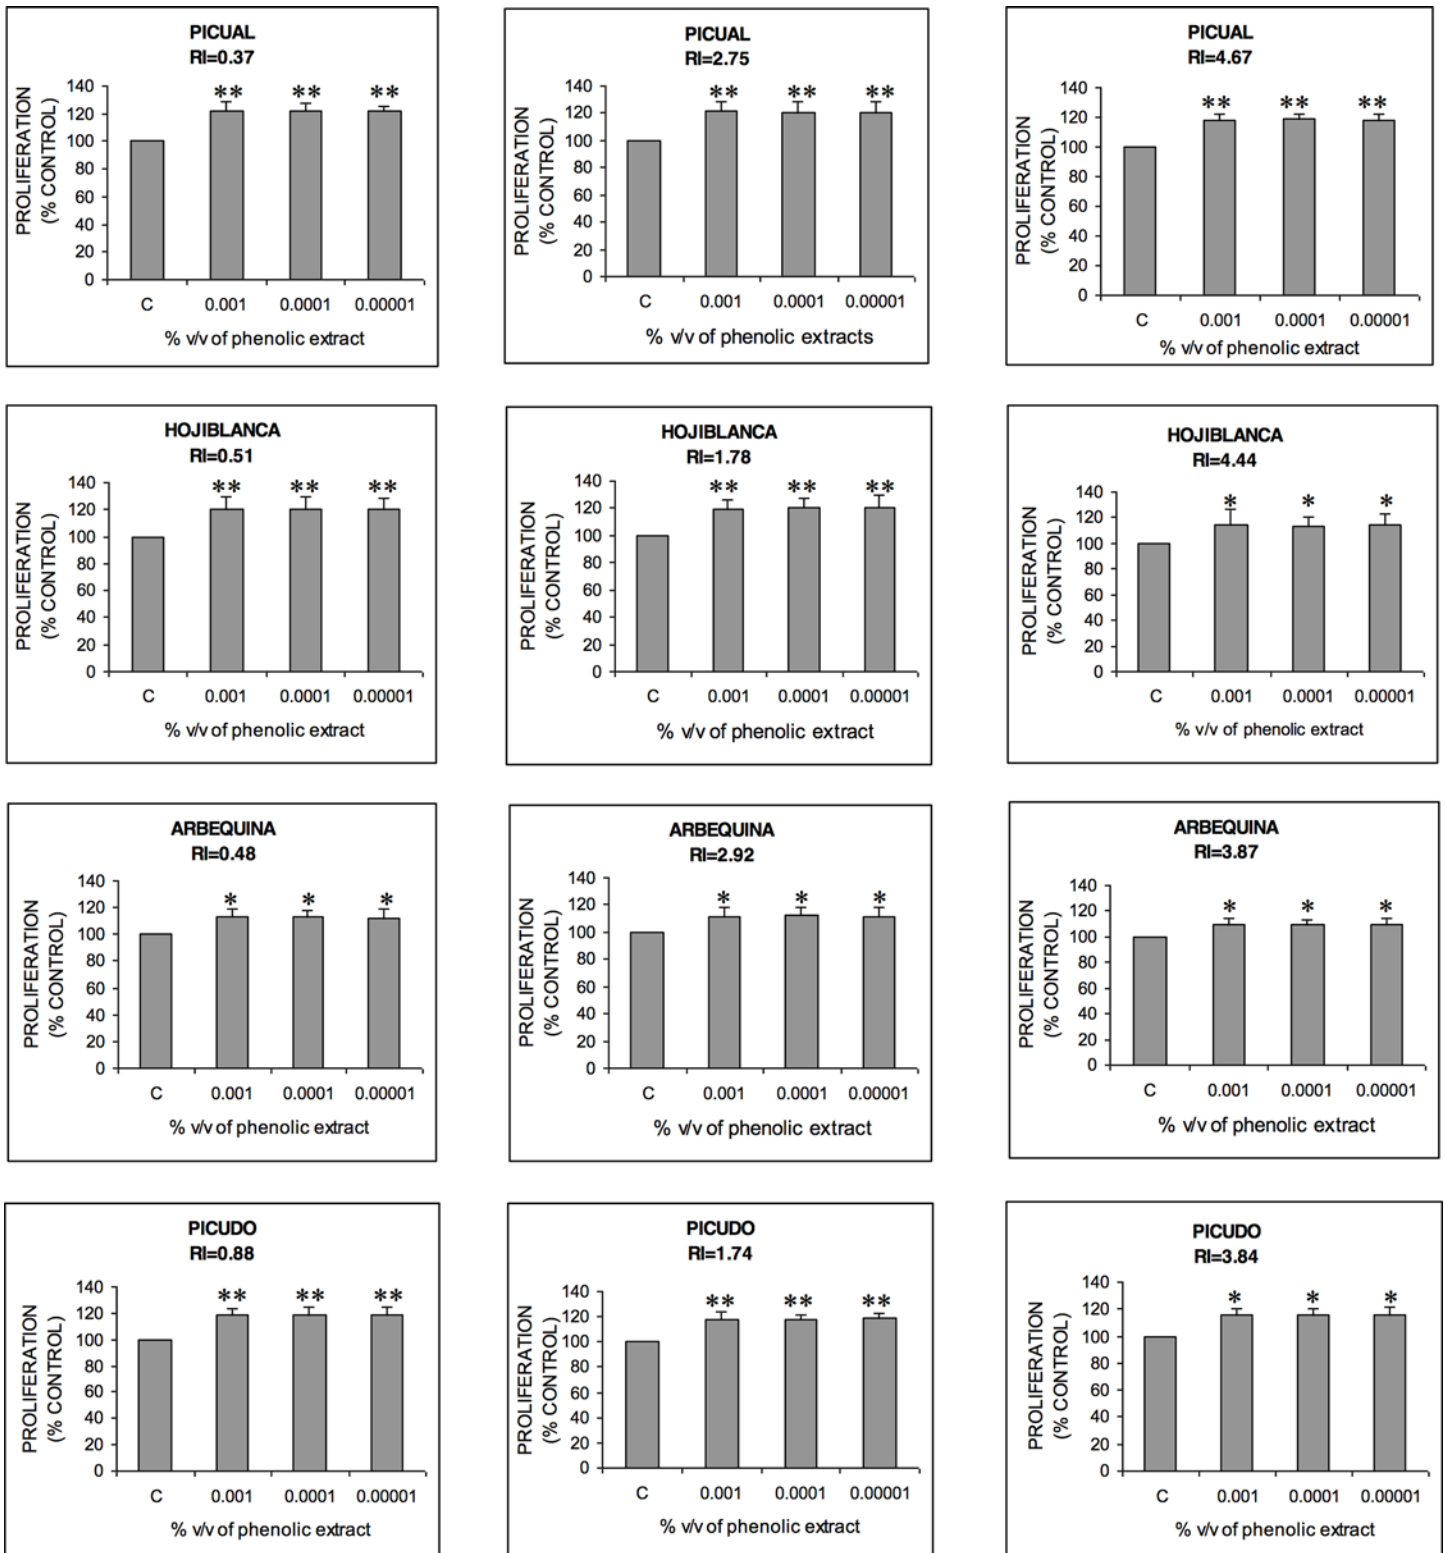 PICUAL
RI=0.37
PROLIFERATION
(% CONTROL)
140
120
100
80
60
40
20
0
** ** **
C 0.001 0.0001 0.00001
% v/v of phenolic extract
PICUAL
RI=2.75
PROLIFERATION
(% CONTROL)
140
120
100
80
60
40
20
0
** ** **
C 0.001 0.0001 0.00001
% v/v of phenolic extracts
PICUAL
RI=4.67
PROLIFERATION
(% CONTROL)
140
120
100
80
60
40
20
0
** ** **
C 0.001 0.0001 0.00001
% v/v of phenolic extract
HOJIBLANCA
RI=0.51
PROLIFERATION
(% CONTROL)
140
120
100
80
60
40
20
0
** ** **
C 0.001 0.0001 0.00001
% v/v of phenolic extract
HOJIBLANCA
RI=1.78
PROLIFERATION
(% CONTROL)
140
120
100
80
60
40
20
0
** ** **
C 0.001 0.0001 0.00001
% v/v of phenolic extract
HOJIBLANCA
RI=4.44
PROLIFERATION
(% CONTROL)
140
120
100
80
60
40
20
0
* * *
C 0.001 0.0001 0.00001
% v/v of phenolic extract
ARBEQUINA
RI=0.48
PROLIFERATION
(% CONTROL)
140
120
100
80
60
40
20
0
* * *
C 0.001 0.0001 0.00001
% v/v of phenolic extract
ARBEQUINA
RI=2.92
PROLIFERATION
(% CONTROL)
140
120
100
80
60
40
20
0
* * *
C 0.001 0.0001 0.00001
% v/v of phenolic extract
ARBEQUINA
RI=3.87
PROLIFERATION
(% CONTROL)
140
120
100
80
60
40
20
0
* * *
C 0.001 0.0001 0.00001
% v/v of phenolic extract
PICUDO
RI=0.88
PROLIFERATION
(% CONTROL)
140
120
100
80
60
40
20
0
** ** **
C 0.001 0.0001 0.00001
% v/v of phenolic extract
PICUDO
RI=1.74
PROLIFERATION
(% CONTROL)
140
120
100
80
60
40
20
0
** ** **
C 0.001 0.0001 0.00001
% v/v of phenolic extract
PICUDO
RI=3.84
PROLIFERATION
(% CONTROL)
140
120
100
80
60
40
20
0
* * *
C 0.001 0.0001 0.00001
% v/v of phenolic extract